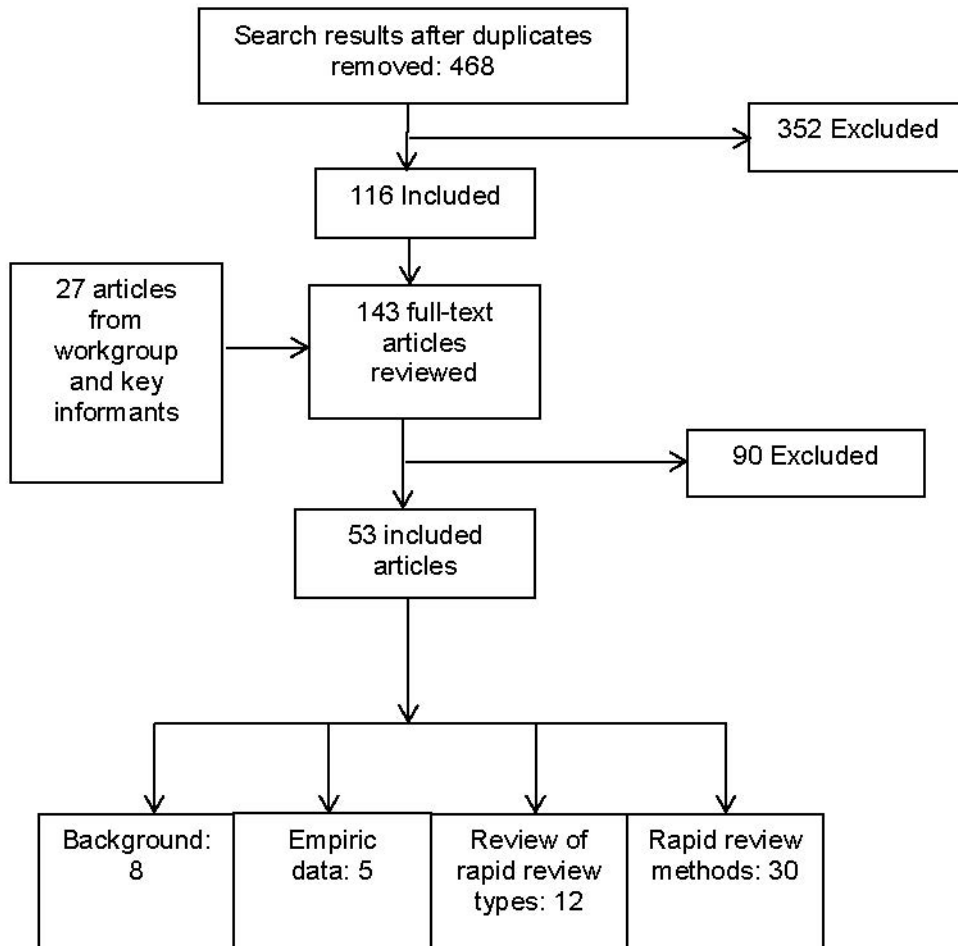 Search results after duplicates
removed: 468
352 Excluded
116 Included
27 articles
from
workgroup
and key
informants
143 full-text
articles
reviewed
90 Excluded
53 included
articles
Background:
8
Empiric
data: 5
Review of
rapid review
types: 12
Rapid review
methods: 30